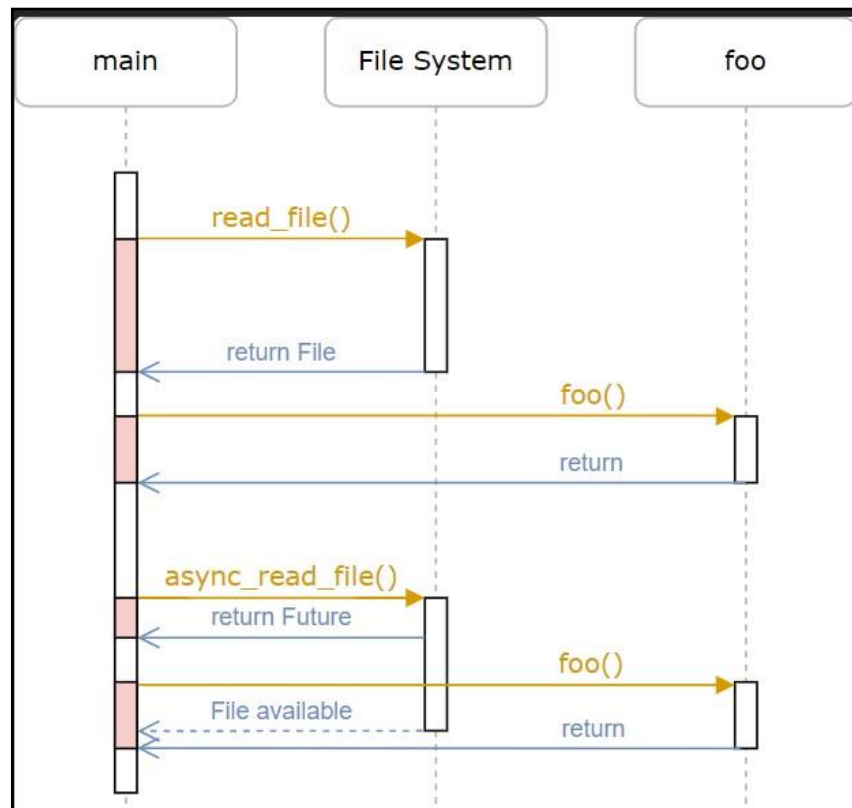 main
File System
foo
read_file()
return File
foo()
return
async_read_file()
return Future
foo()
File available
return